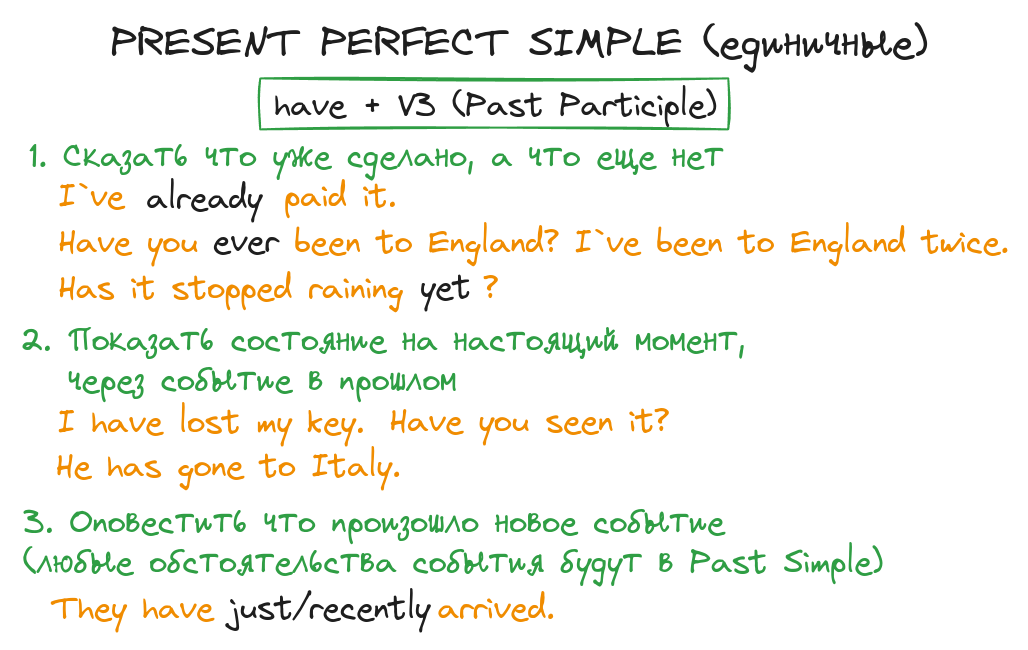 PRESENT PERFECT SIMPLE (единичные)
have + V3 (Past Participle)
1. Сказать что уже сделано, а что еще нет
I`ve already paid it.
Have you ever been to England? I`ve been to England twice.
Has it stopped raining yet ?
2. Показать состояние на настоящий момент,
через событие в прошлом
I have lost my key. Have you seen it?
He has gone to Italy.
3. Оповестить что произошло новое событие
(любые обстоятельства события будут в Past Simple)
They have just/recently arrived.